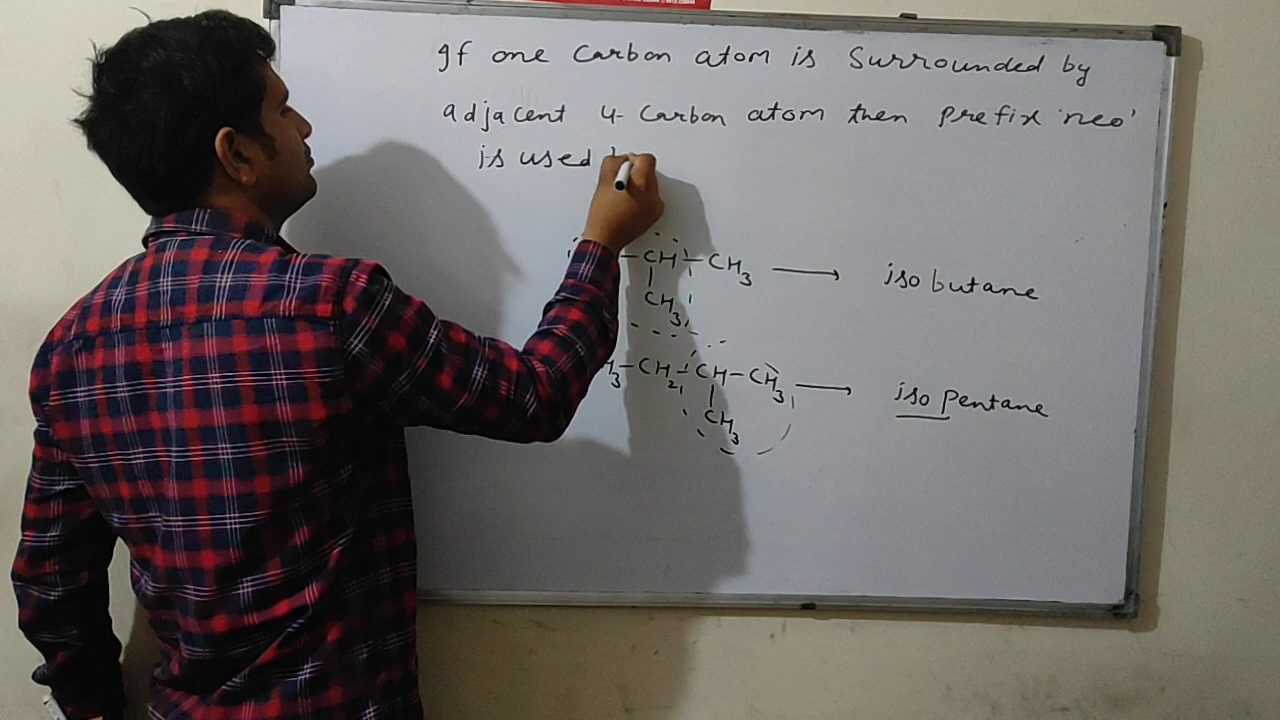 If one Carbon atom is Surrounded by
adjacent 4- Carbon atom then prefix 'neo'
is used
-CH-CH3 → iso butane
CH3
H3-CH2-CH-CH3 → iso pentane
CH3